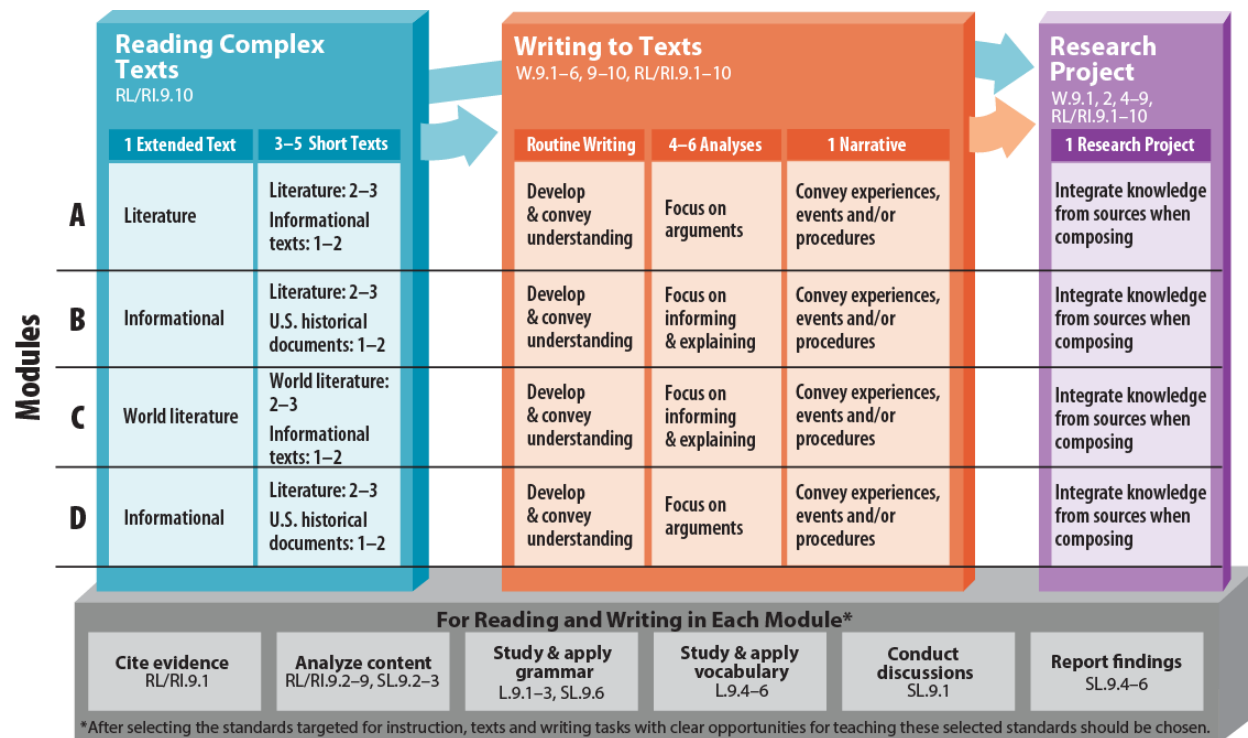 Reading Complex
Texts
RL/RI.9.10
Writing to Texts
W.9.1–6, 9–10, RL/RI.9.1–10
Research
Project
W.9.1, 2, 4–9,
RL/RI.9.1–10
1 Extended Text
3–5 Short Texts
Routine Writing
4–6 Analyses
1 Narrative
1 Research Project
Modules
A
Literature
Literature: 2–3
Informational
texts: 1–2
Develop
& convey
understanding
Focus on
arguments
Convey experiences,
events and/or
procedures
Integrate knowledge
from sources when
composing
B
Informational
Literature: 2–3
U.S. historical
documents: 1–2
Develop
& convey
understanding
Focus on
informing
& explaining
Convey experiences,
events and/or
procedures
Integrate knowledge
from sources when
composing
C
World literature
World literature:
2–3
Informational
texts: 1–2
Develop
& convey
understanding
Focus on
informing
& explaining
Convey experiences,
events and/or
procedures
Integrate knowledge
from sources when
composing
D
Informational
Literature: 2–3
U.S. historical
documents: 1–2
Develop
& convey
understanding
Focus on
arguments
Convey experiences,
events and/or
procedures
Integrate knowledge
from sources when
composing
For Reading and Writing in Each Module*
Cite evidence
RL/RI.9.1
Analyze content
RL/RI.9.2–9, SL.9.2–3
Study & apply
grammar
L.9.1–3, SL.9.6
Study & apply
vocabulary
L.9.4–6
Conduct
discussions
SL.9.1
Report findings
SL.9.4–6
*After selecting the standards targeted for instruction, texts and writing tasks with clear opportunities for teaching these selected standards should be chosen.